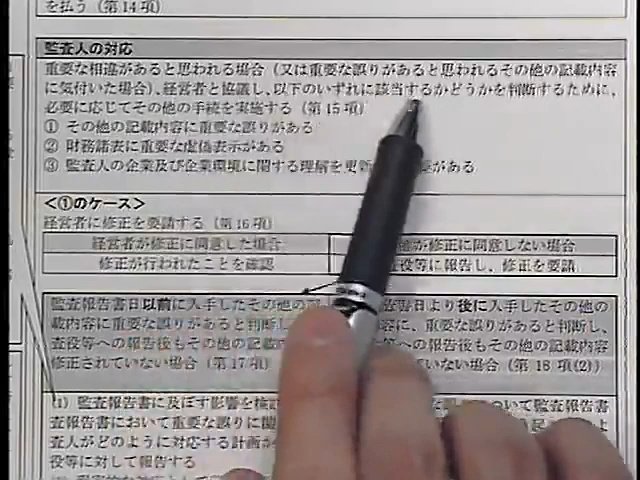 を払う（第14項）
監査人の対応
重要な相違があると思われる場合（又は重要な誤りがあると思われるその他の記載内容
に気付いた場合）、経営者と協議し、以下のいずれに該当するかどうかを判断するために、
必要に応じてその他の手続を実施する（第15項）
① その他の記載内容に重要な誤りがある
② 財務諸表に重要な虚偽表示がある
③ 監査人の企業及び企業環境に関する理解を更新 がある
＜①のケース＞
経営者に修正を要請する（第16項）
経営者が修正に同意した場合
が修正に同意しない場合
修正が行われたことを確認
査役等に報告し、修正を要請
監査報告書日以前に入手したその他の記
載内容に重要な誤りがあると判断し
査役等への報告後もその他の記載内
修正されていない場合（第17項）
日より後に入手したその他の
容に、重要な誤りがあると判断し、
等への報告後もその他の記載内容
ていない場合（第18項(2)）
(1) 監査報告書に及ぼす影響を検
査報告書において重要な誤りに関
査人がどのように対応する計画か
役等に対して報告する
いて監査報告書